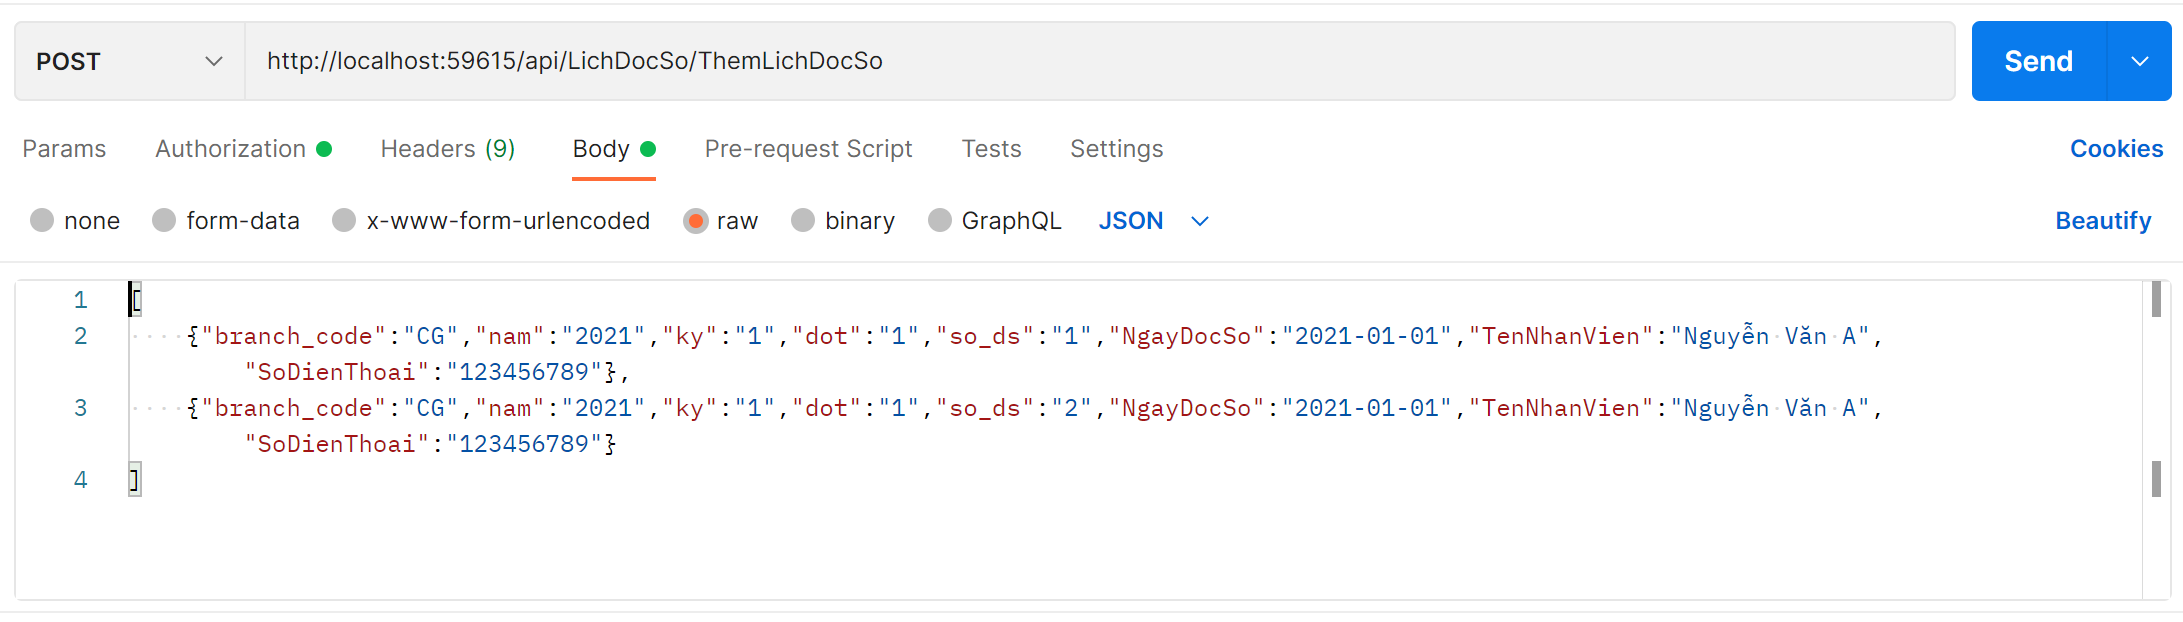 POST http://localhost:59615/api/LichDocSo/ThemLichDocSo Send
Params Authorization Headers (9) Body Pre-request Script Tests Settings Cookies
none form-data x-www-form-urlencoded raw binary GraphQL JSON Beautify
1 [
2 {"branch_code":"CG","nam":"2021","ky":"1","dot":"1","so_ds":"1","NgayDocSo":"2021-01-01","TenNhanVien":"Nguyễn Văn A",
"SoDienThoai":"123456789"},
3 {"branch_code":"CG","nam":"2021","ky":"1","dot":"1","so_ds":"2","NgayDocSo":"2021-01-01","TenNhanVien":"Nguyễn Văn A",
"SoDienThoai":"123456789"}
4 ]